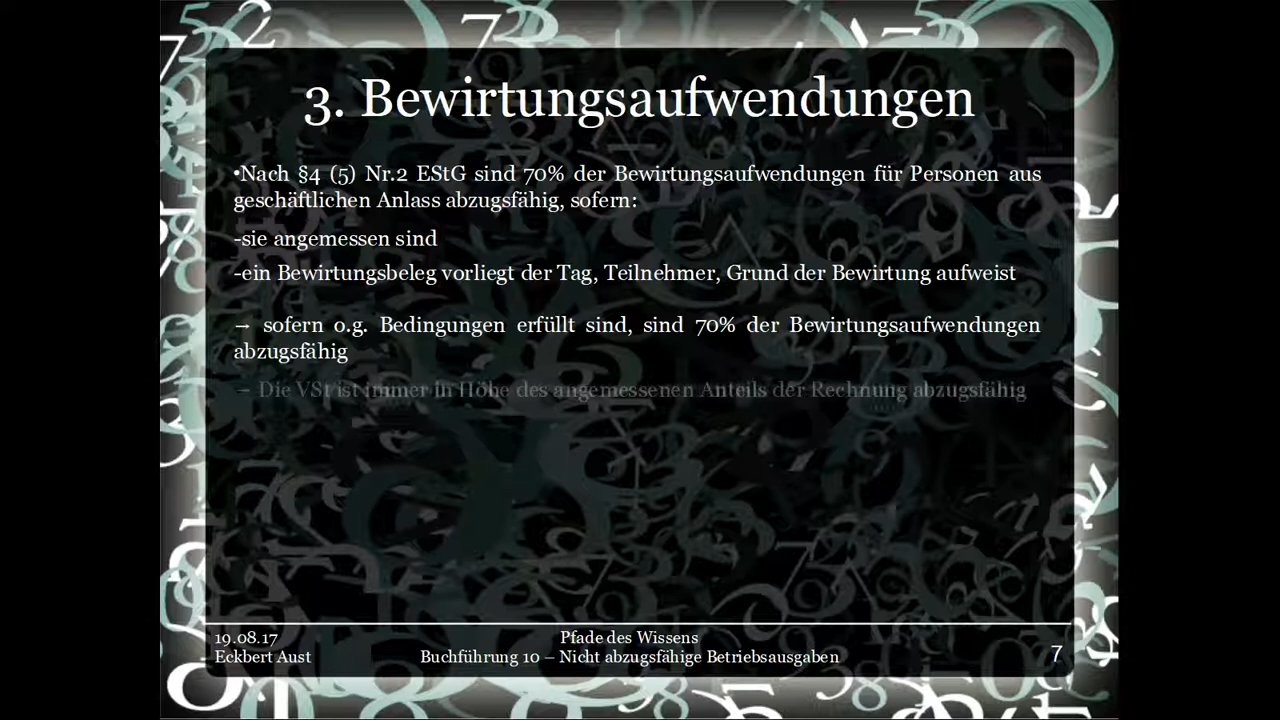 3. Bewirtungsaufwendungen
•Nach §4 (5) Nr.2 EStG sind 70% der Bewirtungsaufwendungen für Personen aus
geschäftlichen Anlass abzugsfähig, sofern:
-sie angemessen sind
-ein Bewirtungsbeleg vorliegt der Tag, Teilnehmer, Grund der Bewirtung aufweist
→ sofern o.g. Bedingungen erfüllt sind, sind 70% der Bewirtungsaufwendungen
abzugsfähig
→ Die VSt ist immer in Höhe des angemessenen Anteils der Rechnung abzugsfähig
19.08.17
Pfade des Wissens
Eckbert Aust
Buchführung 10 – Nicht abzugsfähige Betriebsausgaben
7